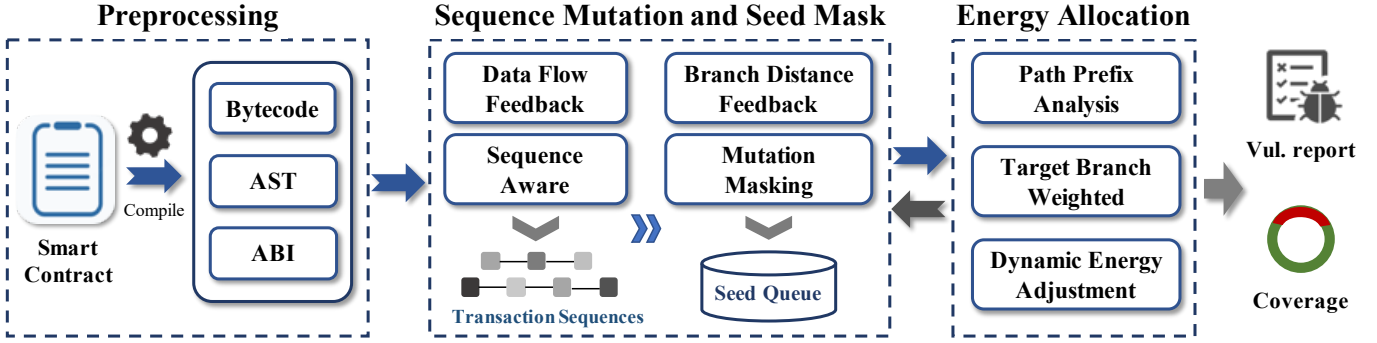 Preprocessing
Smart
Contract
Compile
Bytecode
AST
ABI
Sequence Mutation and Seed Mask
Data Flow
Feedback
Sequence
Aware
Transaction Sequences
Branch Distance
Feedback
Mutation
Masking
Seed Queue
Energy Allocation
Path Prefix
Analysis
Target Branch
Weighted
Dynamic Energy
Adjustment
Vul. report
Coverage